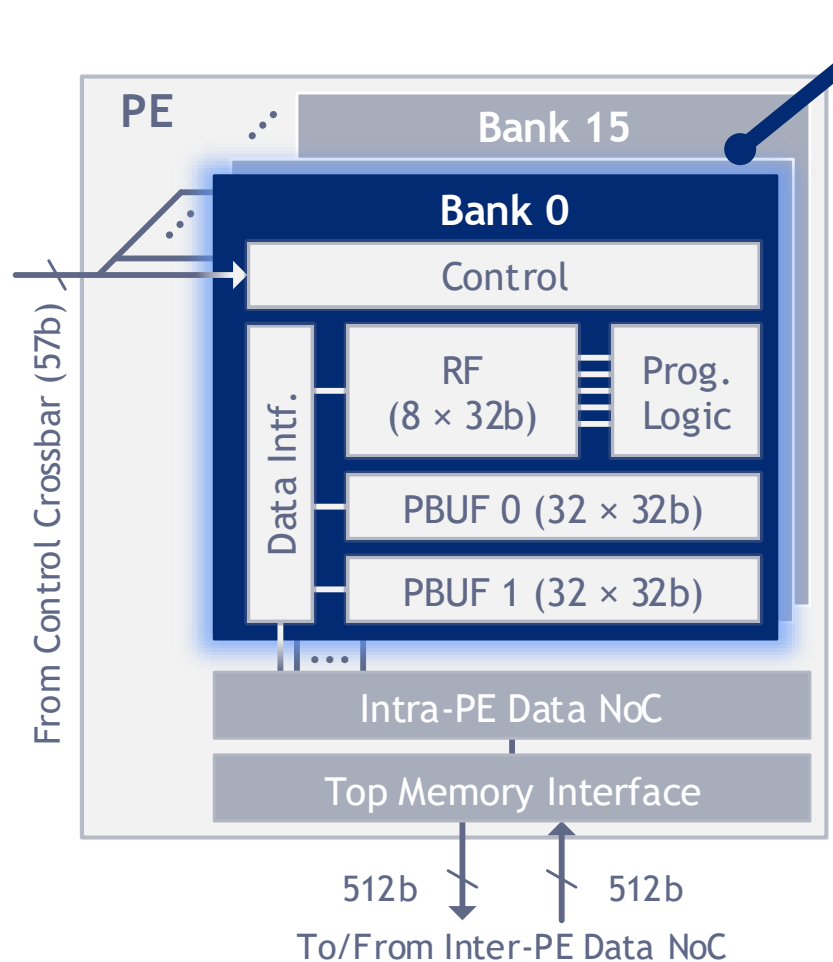 PE
Bank 15
Bank 0
Control
From Control Crossbar (57b)
Data Intf.
RF
(8 × 32b)
Prog.
Logic
PBUF 0 (32 × 32b)
PBUF 1 (32 × 32b)
Intra-PE Data NoC
Top Memory Interface
512b
512b
To/From Inter-PE Data NoC